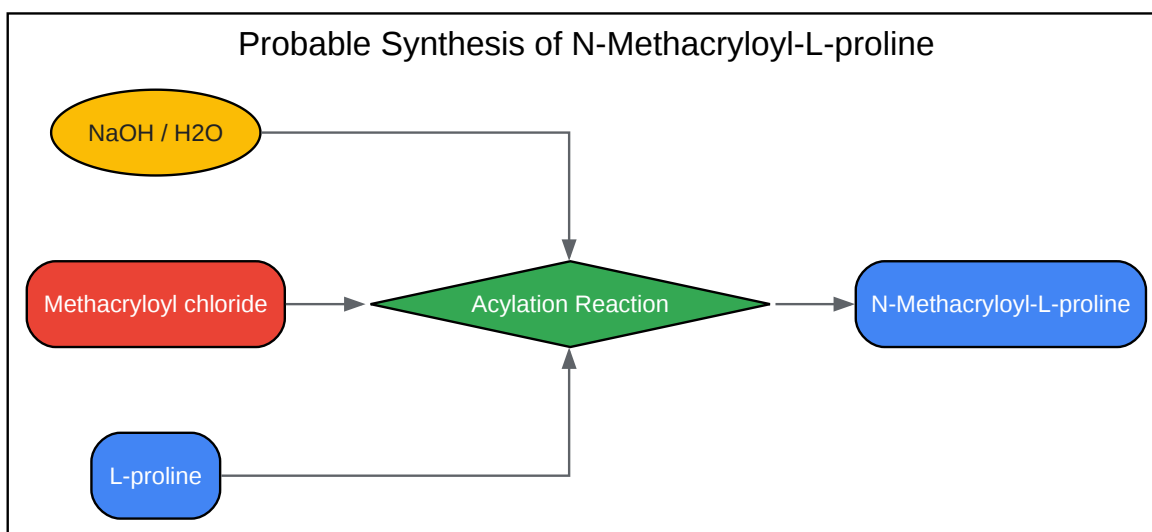 Probable Synthesis of N-Methacryloyl-L-proline
NaOH / H2O
Methacryloyl chloride
Acylation Reaction
N-Methacryloyl-L-proline
L-proline